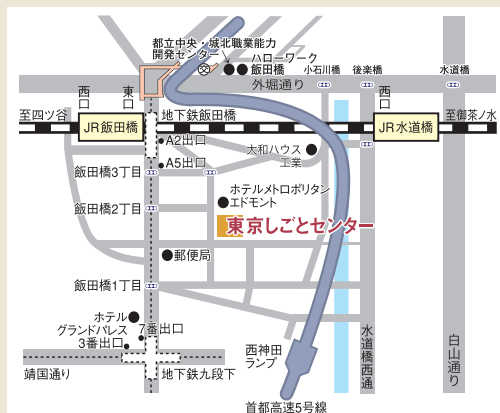 都立中央・城北職業能力
開発センター
ハローワーク
飯田橋
小石川橋
後楽橋
水道橋
外堀通り
西口
東口
西口
至四ツ谷
JR飯田橋
地下鉄飯田橋
JR水道橋
至御茶ノ水
A2出口
大和ハウス
工業
A5出口
飯田橋3丁目
ホテルメトロポリタン
エドモント
飯田橋2丁目
東京しごとセンター
郵便局
飯田橋1丁目
ホテル
グランドパレス
7番出口
3番出口
西神田
ランプ
水道橋西通り
白山通り
靖国通り
地下鉄九段下
首都高速5号線